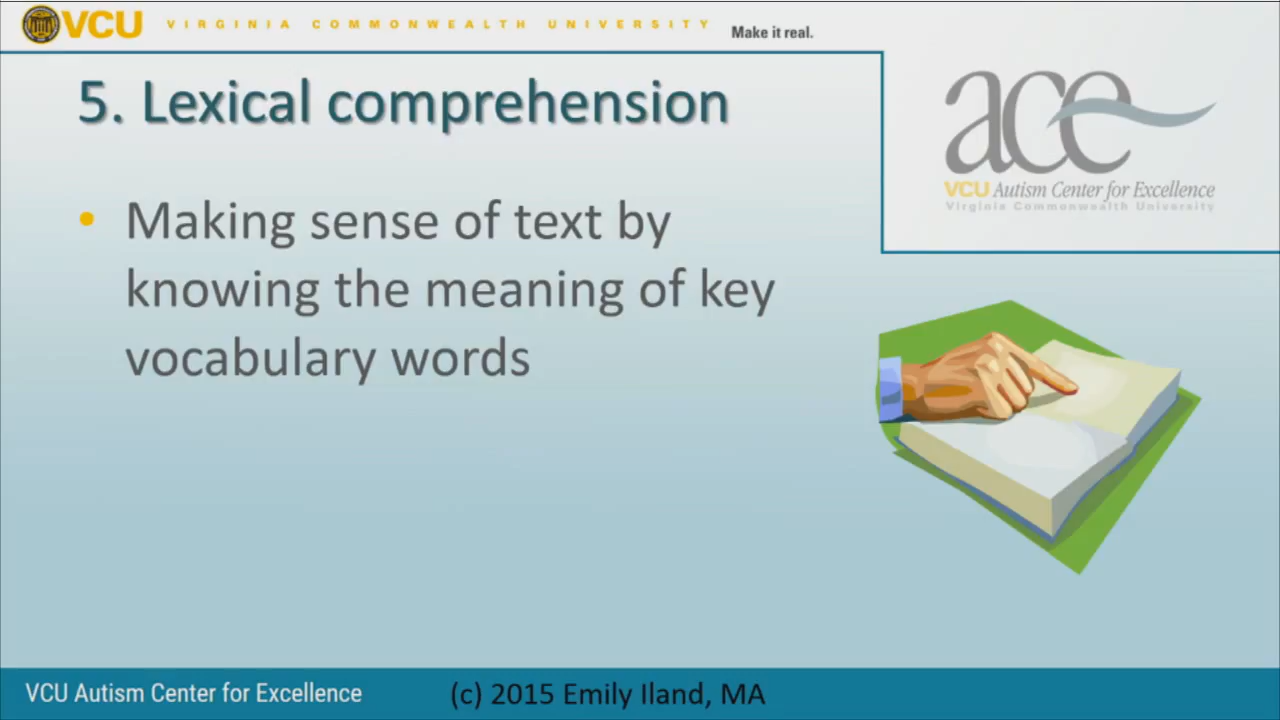 VCU VIRGINIA COMMONWEALTH UNIVERSITY Make it real.
5. Lexical comprehension
ace
VCU Autism Center for Excellence
Virginia Commonwealth University
• Making sense of text by
knowing the meaning of key
vocabulary words
VCU Autism Center for Excellence (c) 2015 Emily Iland, MA